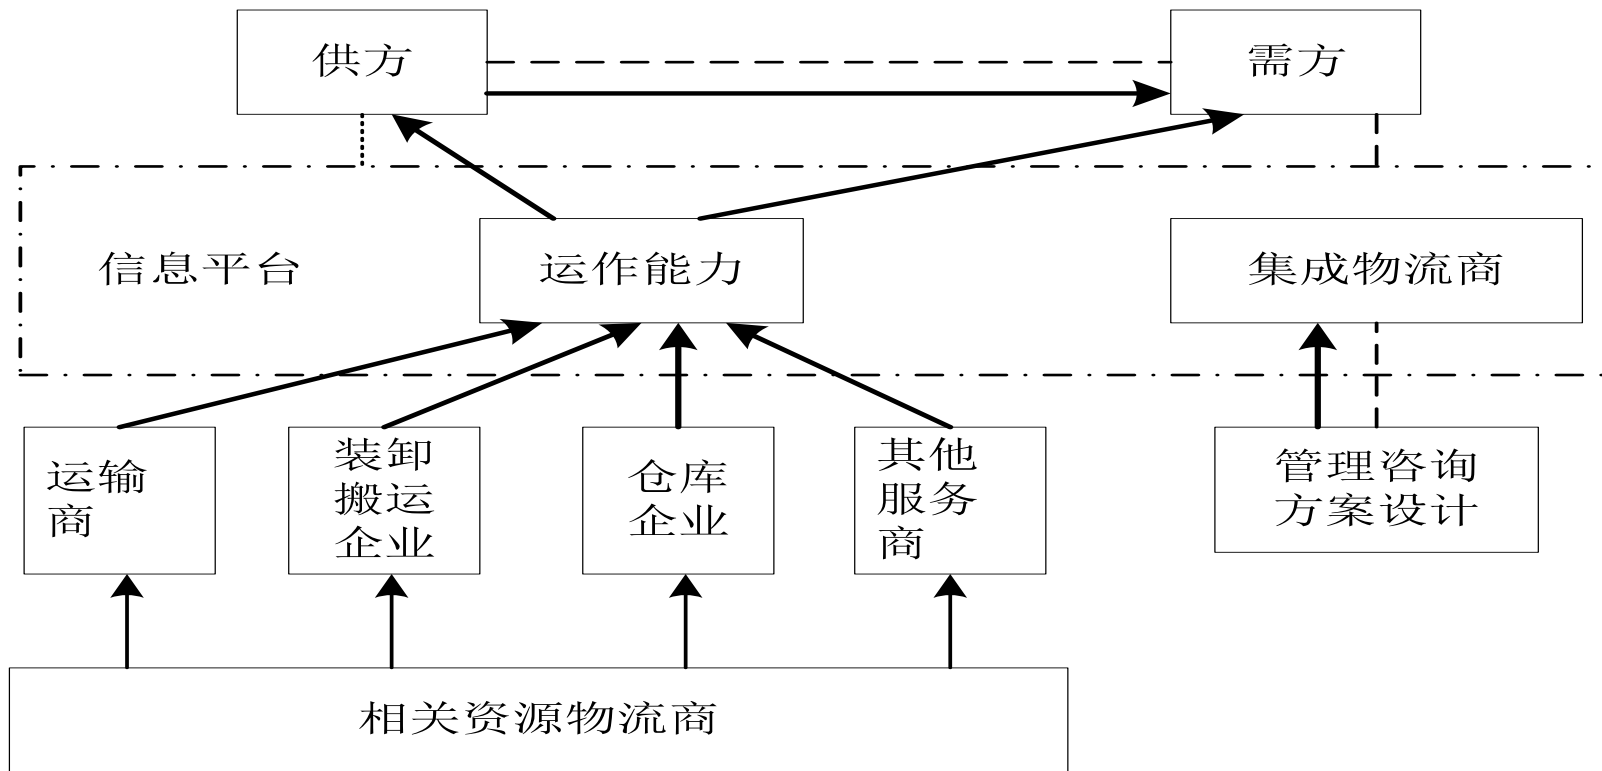 供方
需方
信息平台
运作能力
集成物流商
运输
商
装卸
搬运
企业
仓库
企业
其他
服务
商
管理咨询
方案设计
相关资源物流商